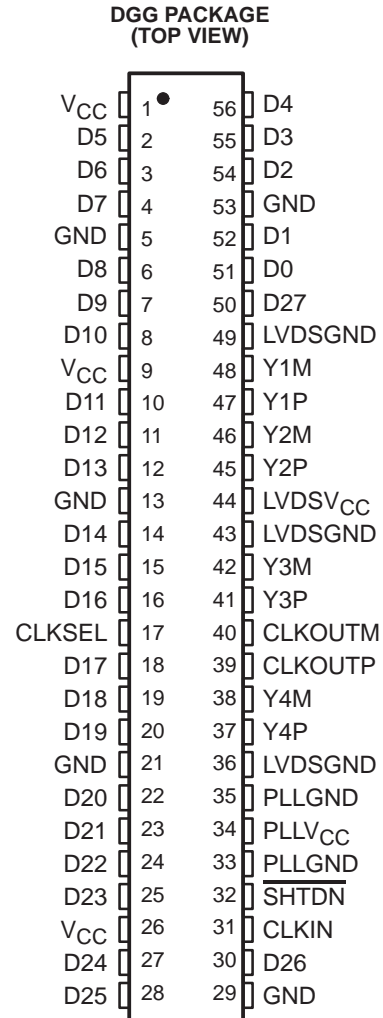 DGG PACKAGE
(TOP VIEW)
VCC 1 56 D4
D5 2 55 D3
D6 3 54 D2
D7 4 53 GND
GND 5 52 D1
D8 6 51 D0
D9 7 50 D27
D10 8 49 LVDSGND
VCC 9 48 Y1M
D11 10 47 Y1P
D12 11 46 Y2M
D13 12 45 Y2P
GND 13 44 LVDSVCC
D14 14 43 LVDSGND
D15 15 42 Y3M
D16 16 41 Y3P
CLKSEL 17 40 CLKOUTM
D17 18 39 CLKOUTP
D18 19 38 Y4M
D19 20 37 Y4P
GND 21 36 LVDSGND
D20 22 35 PLLGND
D21 23 34 PLLVCC
D22 24 33 PLLGND
D23 25 32 SHTDN
VCC 26 31 CLKIN
D24 27 30 D26
D25 28 29 GND